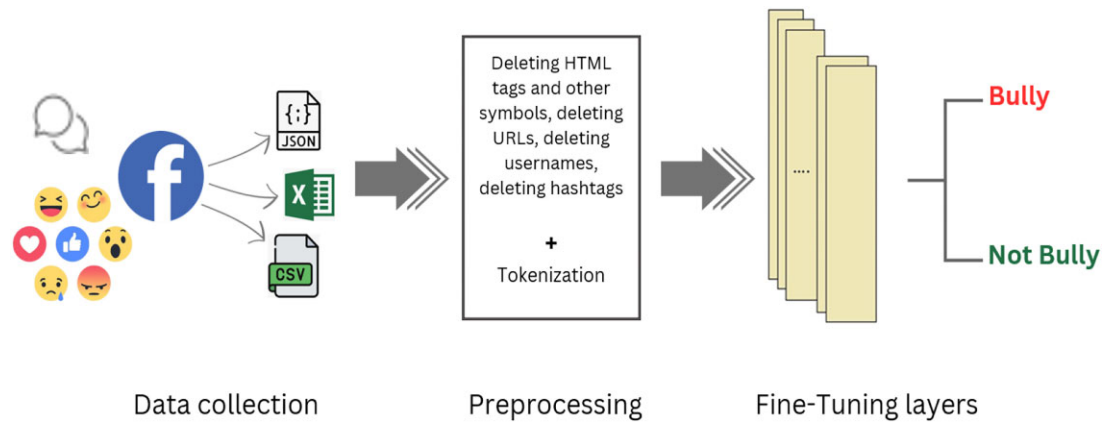 {;}
JSON
X
CSV
f
Deleting HTML
tags and other
symbols, deleting
URLs, deleting
usernames,
deleting hashtags
+
Tokenization
....
Bully
Not Bully
Data collection
Preprocessing
Fine-Tuning layers